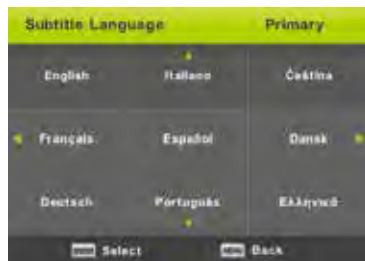 Subtitle Language Primary
English Italiano Čeština
Français Español Dansk
Deutsch Português Ελληνικά
Select Back